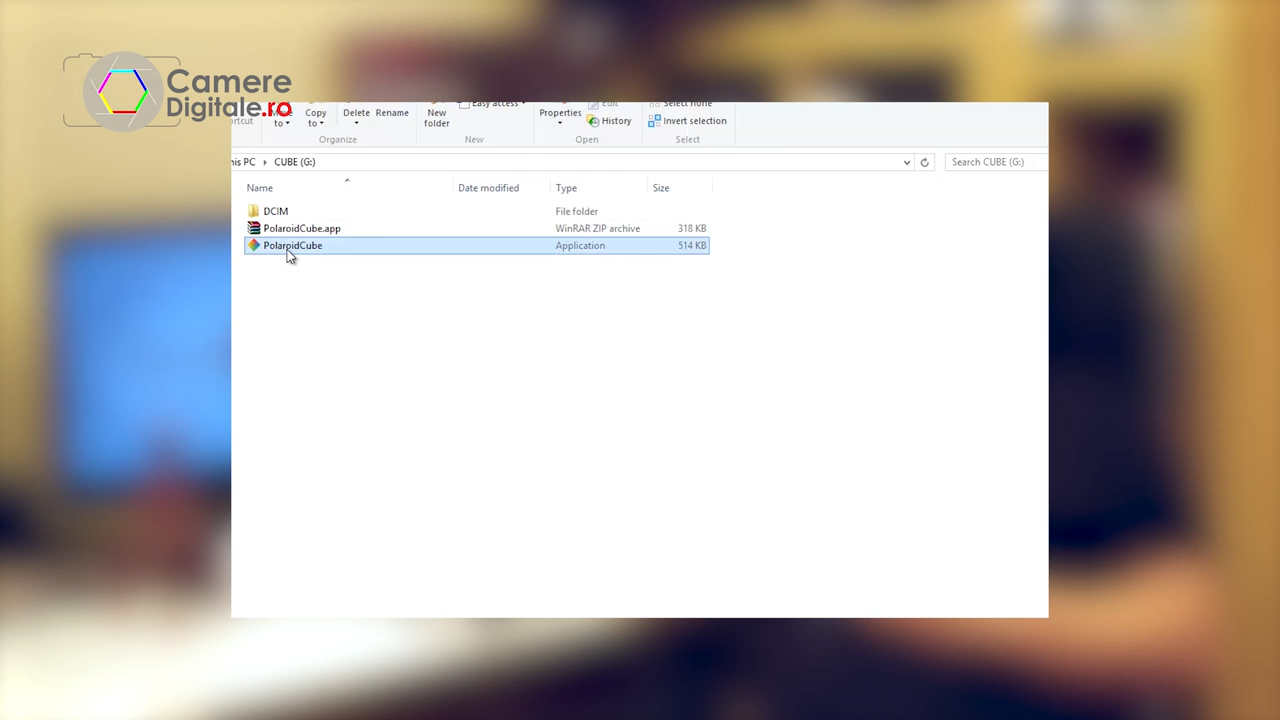 Camere
Digitale.ro
to
Copy
to
Delete
Rename
New
folder
Easy access
Properties
Edit
History
Select none
Invert selection
Organize
New
Open
Select
CUBE (G:)
Search CUBE (G:)
Name
Date modified
Type
Size
DCIM
File folder
PolaroidCube.app
WinRAR ZIP archive
318 KB
PolaroidCube
Application
514 KB